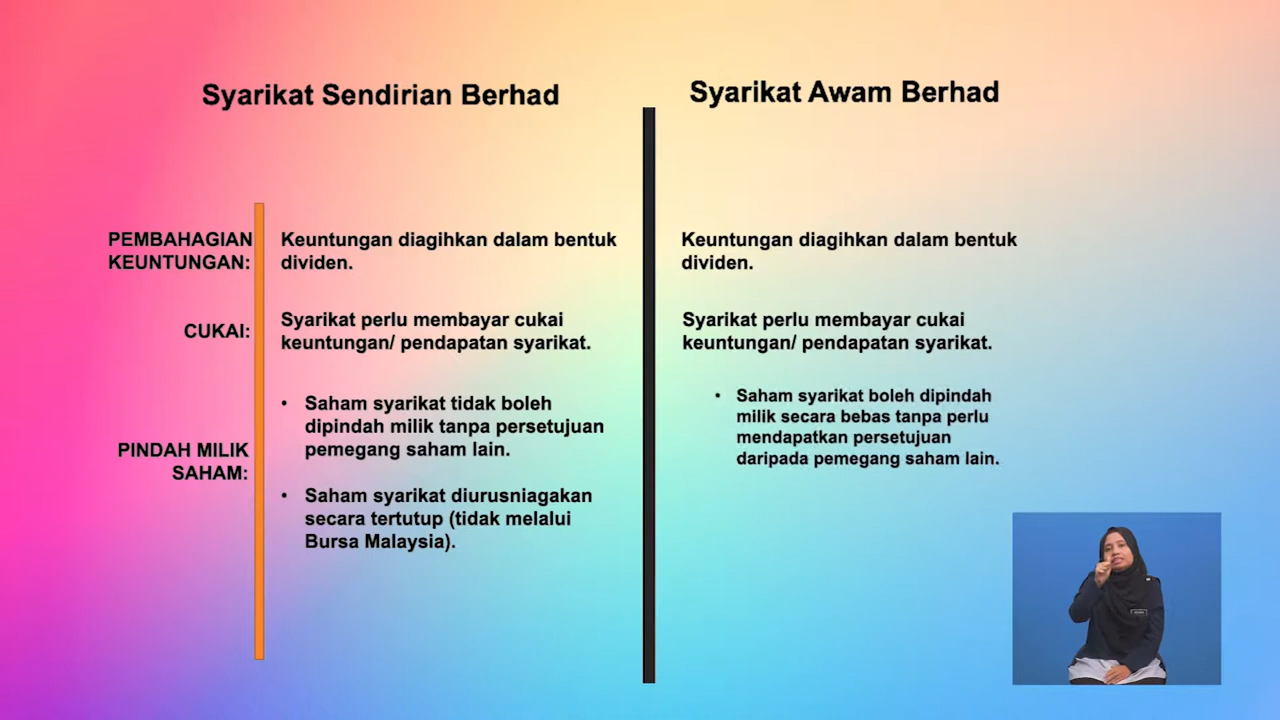 Syarikat Sendirian Berhad
Syarikat Awam Berhad
PEMBAHAGIAN
KEUNTUNGAN:
Keuntungan diagihkan dalam bentuk
dividen.
Keuntungan diagihkan dalam bentuk
dividen.
CUKAI:
Syarikat perlu membayar cukai
keuntungan/ pendapatan syarikat.
Syarikat perlu membayar cukai
keuntungan/ pendapatan syarikat.
PINDAH MILIK
SAHAM:
• Saham syarikat tidak boleh
dipindah milik tanpa persetujuan
pemegang saham lain.
• Saham syarikat diurusniagakan
secara tertutup (tidak melalui
Bursa Malaysia).
• Saham syarikat boleh dipindah
milik secara bebas tanpa perlu
mendapatkan persetujuan
daripada pemegang saham lain.